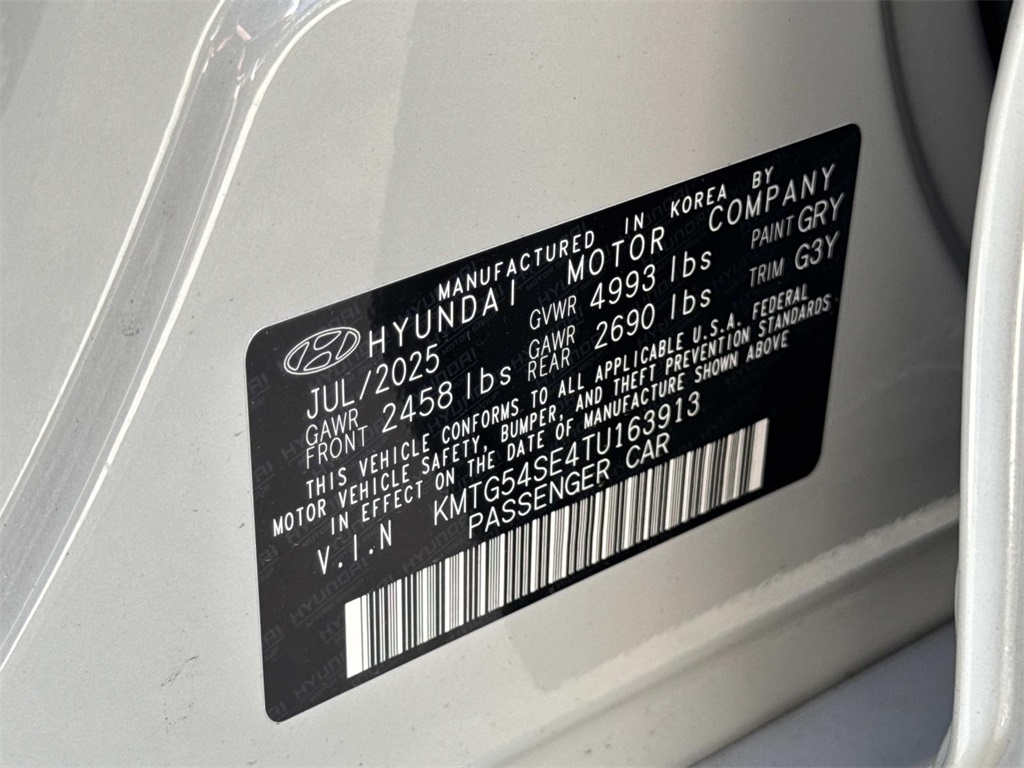 MANUFACTURED IN KOREA BY
HYUNDAI MOTOR COMPANY
JUL/2025 GVWR 4993 lbs PAINT GRY
GAWR FRONT 2458 lbs GAWR REAR 2690 lbs TRIM G3Y
THIS VEHICLE CONFORMS TO ALL APPLICABLE U.S.A. FEDERAL
MOTOR VEHICLE SAFETY, BUMPER, AND THEFT PREVENTION STANDARDS
IN EFFECT ON THE DATE OF MANUFACTURE SHOWN ABOVE
V.I.N KMTG54SE4TU163913
PASSENGER CAR